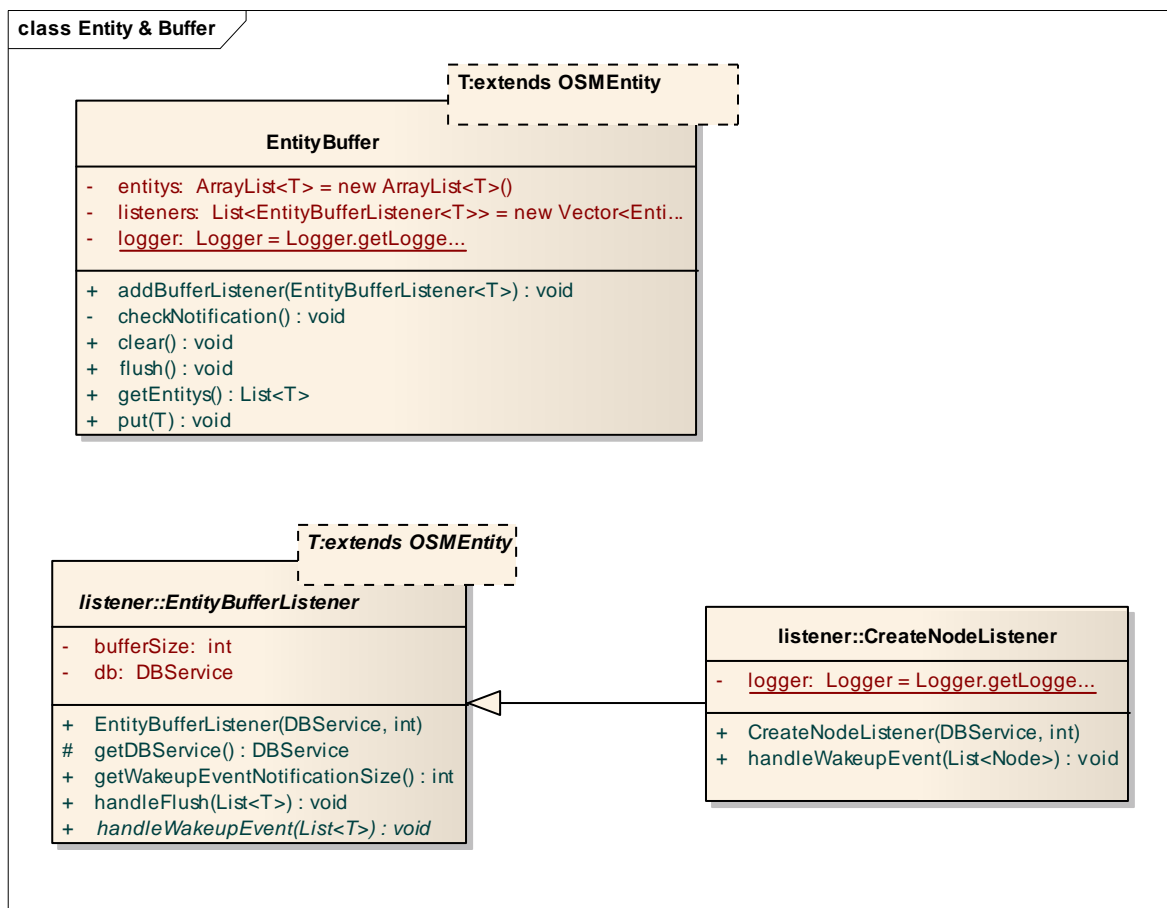 class Entity & Buffer
T:extends OSMEntity
EntityBuffer
- entitys: ArrayList<T> = new ArrayList<T>()
- listeners: List<EntityBufferListener<T>> = new Vector<Enti...
- logger: Logger = Logger.getLogge...
+ addBufferListener(EntityBufferListener<T>) : void
- checkNotification() : void
+ clear() : void
+ flush() : void
+ getEntitys() : List<T>
+ put(T) : void
T:extends OSMEntity
listener::EntityBufferListener
- bufferSize: int
- db: DBService
+ EntityBufferListener(DBService, int)
# getDBService() : DBService
+ getWakeupEventNotificationSize() : int
+ handleFlush(List<T>) : void
+ handleWakeupEvent(List<T>) : void
listener::CreateNodeListener
- logger: Logger = Logger.getLogge...
+ CreateNodeListener(DBService, int)
+ handleWakeupEvent(List<Node>) : void